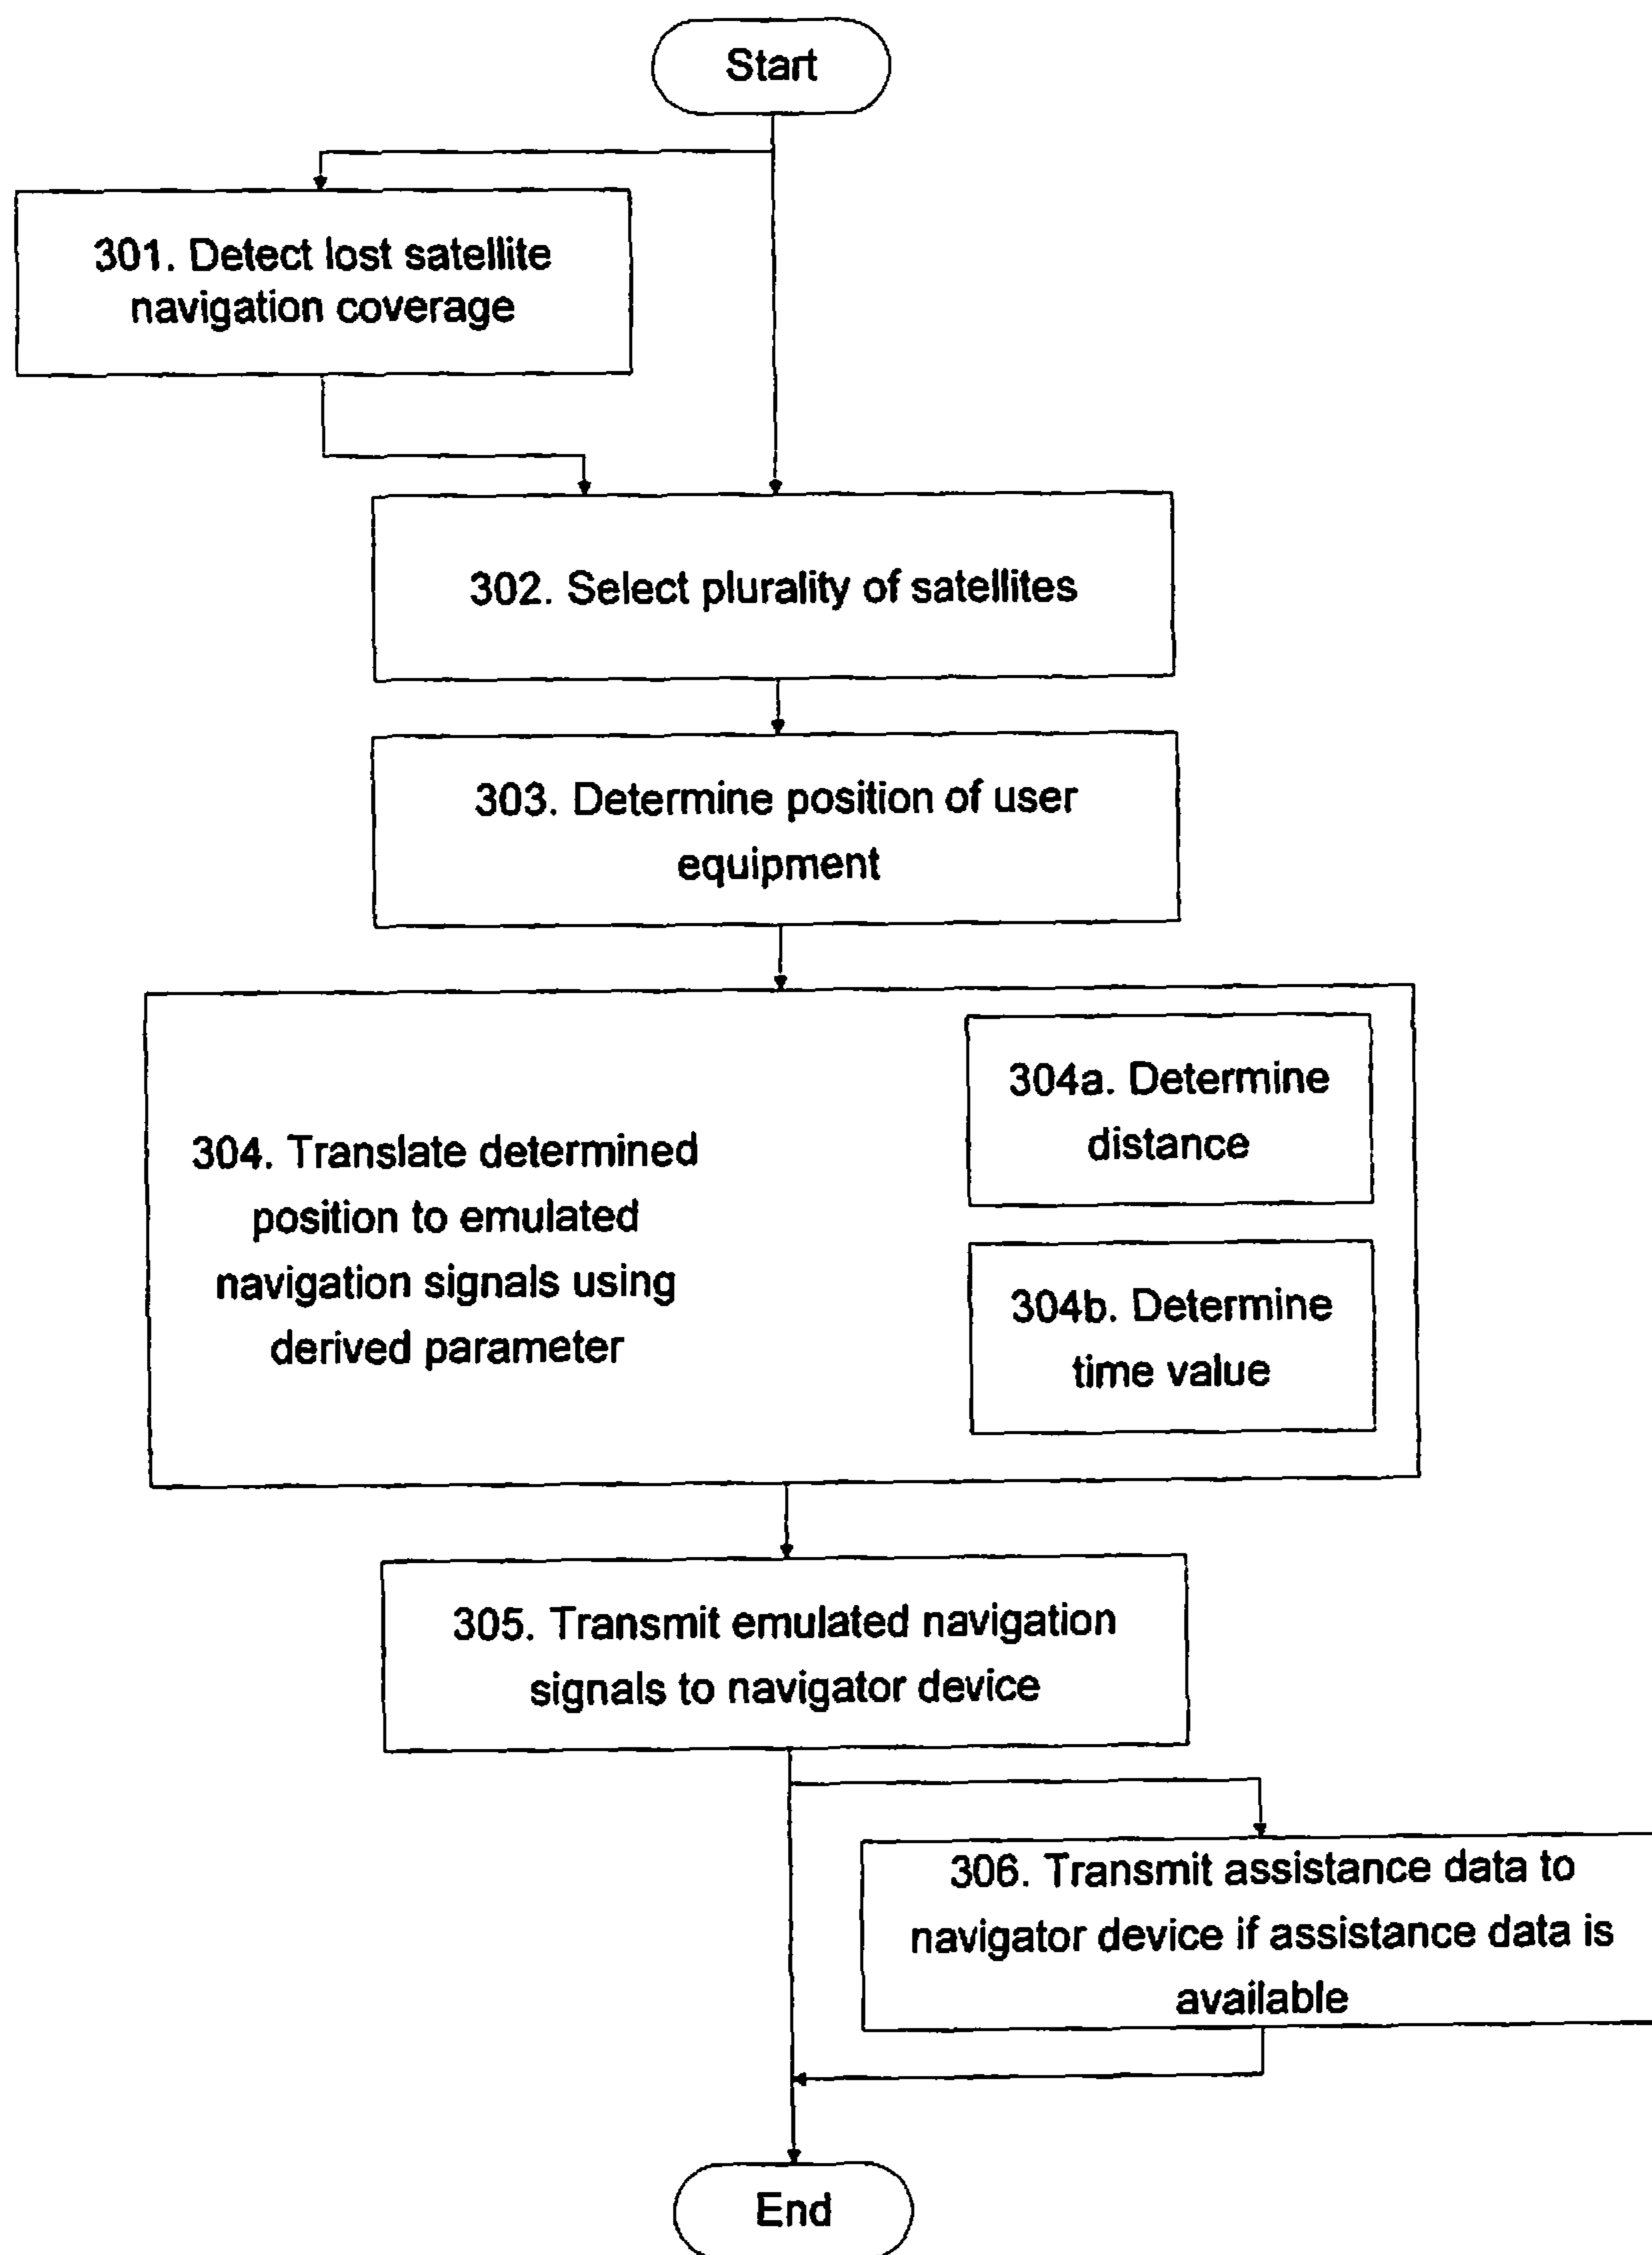 Start
301. Detect lost satellite
navigation coverage
302. Select plurality of satellites
303. Determine position of user
equipment
304. Translate determined
position to emulated
navigation signals using
derived parameter
304a. Determine
distance
304b. Determine
time value
305. Transmit emulated navigation
signals to navigator device
306. Transmit assistance data to
navigator device if assistance data is
available
End